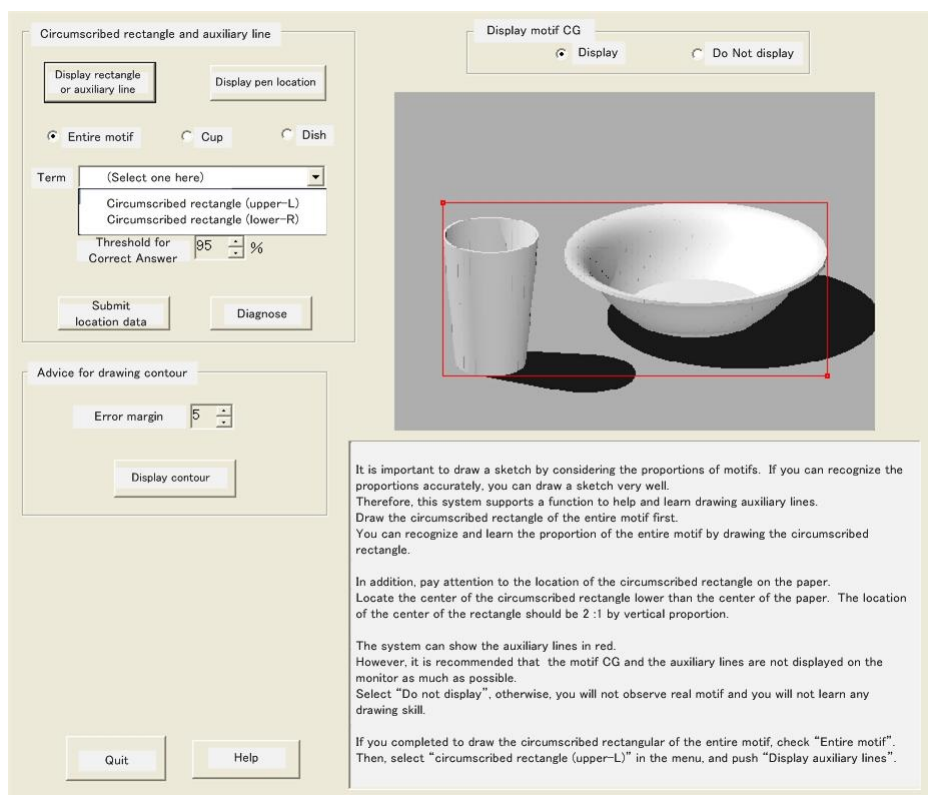 Circumscribed rectangle and auxiliary line
Display rectangle
or auxiliary line
Display pen location
Entire motif
Cup
Dish
Term
(Select one here)
Circumscribed rectangle (upper-L)
Circumscribed rectangle (lower-R)
Threshold for
Correct Answer
95
%
Submit
location data
Diagnose
Advice for drawing contour
Error margin
5
Display contour
Quit
Help
Display motif CG
Display
Do Not display
It is important to draw a sketch by considering the proportions of motifs. If you can recognize the
proportions accurately, you can draw a sketch very well.
Therefore, this system supports a function to help and learn drawing auxiliary lines.
Draw the circumscribed rectangle of the entire motif first.
You can recognize and learn the proportion of the entire motif by drawing the circumscribed
rectangle.
In addition, pay attention to the location of the circumscribed rectangle on the paper.
Locate the center of the circumscribed rectangle lower than the center of the paper. The location
of the center of the rectangle should be 2 :1 by vertical proportion.
The system can show the auxiliary lines in red.
However, it is recommended that the motif CG and the auxiliary lines are not displayed on the
monitor as much as possible.
Select “Do not display”, otherwise, you will not observe real motif and you will not learn any
drawing skill.
If you completed to draw the circumscribed rectangular of the entire motif, check “Entire motif”.
Then, select “circumscribed rectangle (upper-L)” in the menu, and push “Display auxiliary lines”.